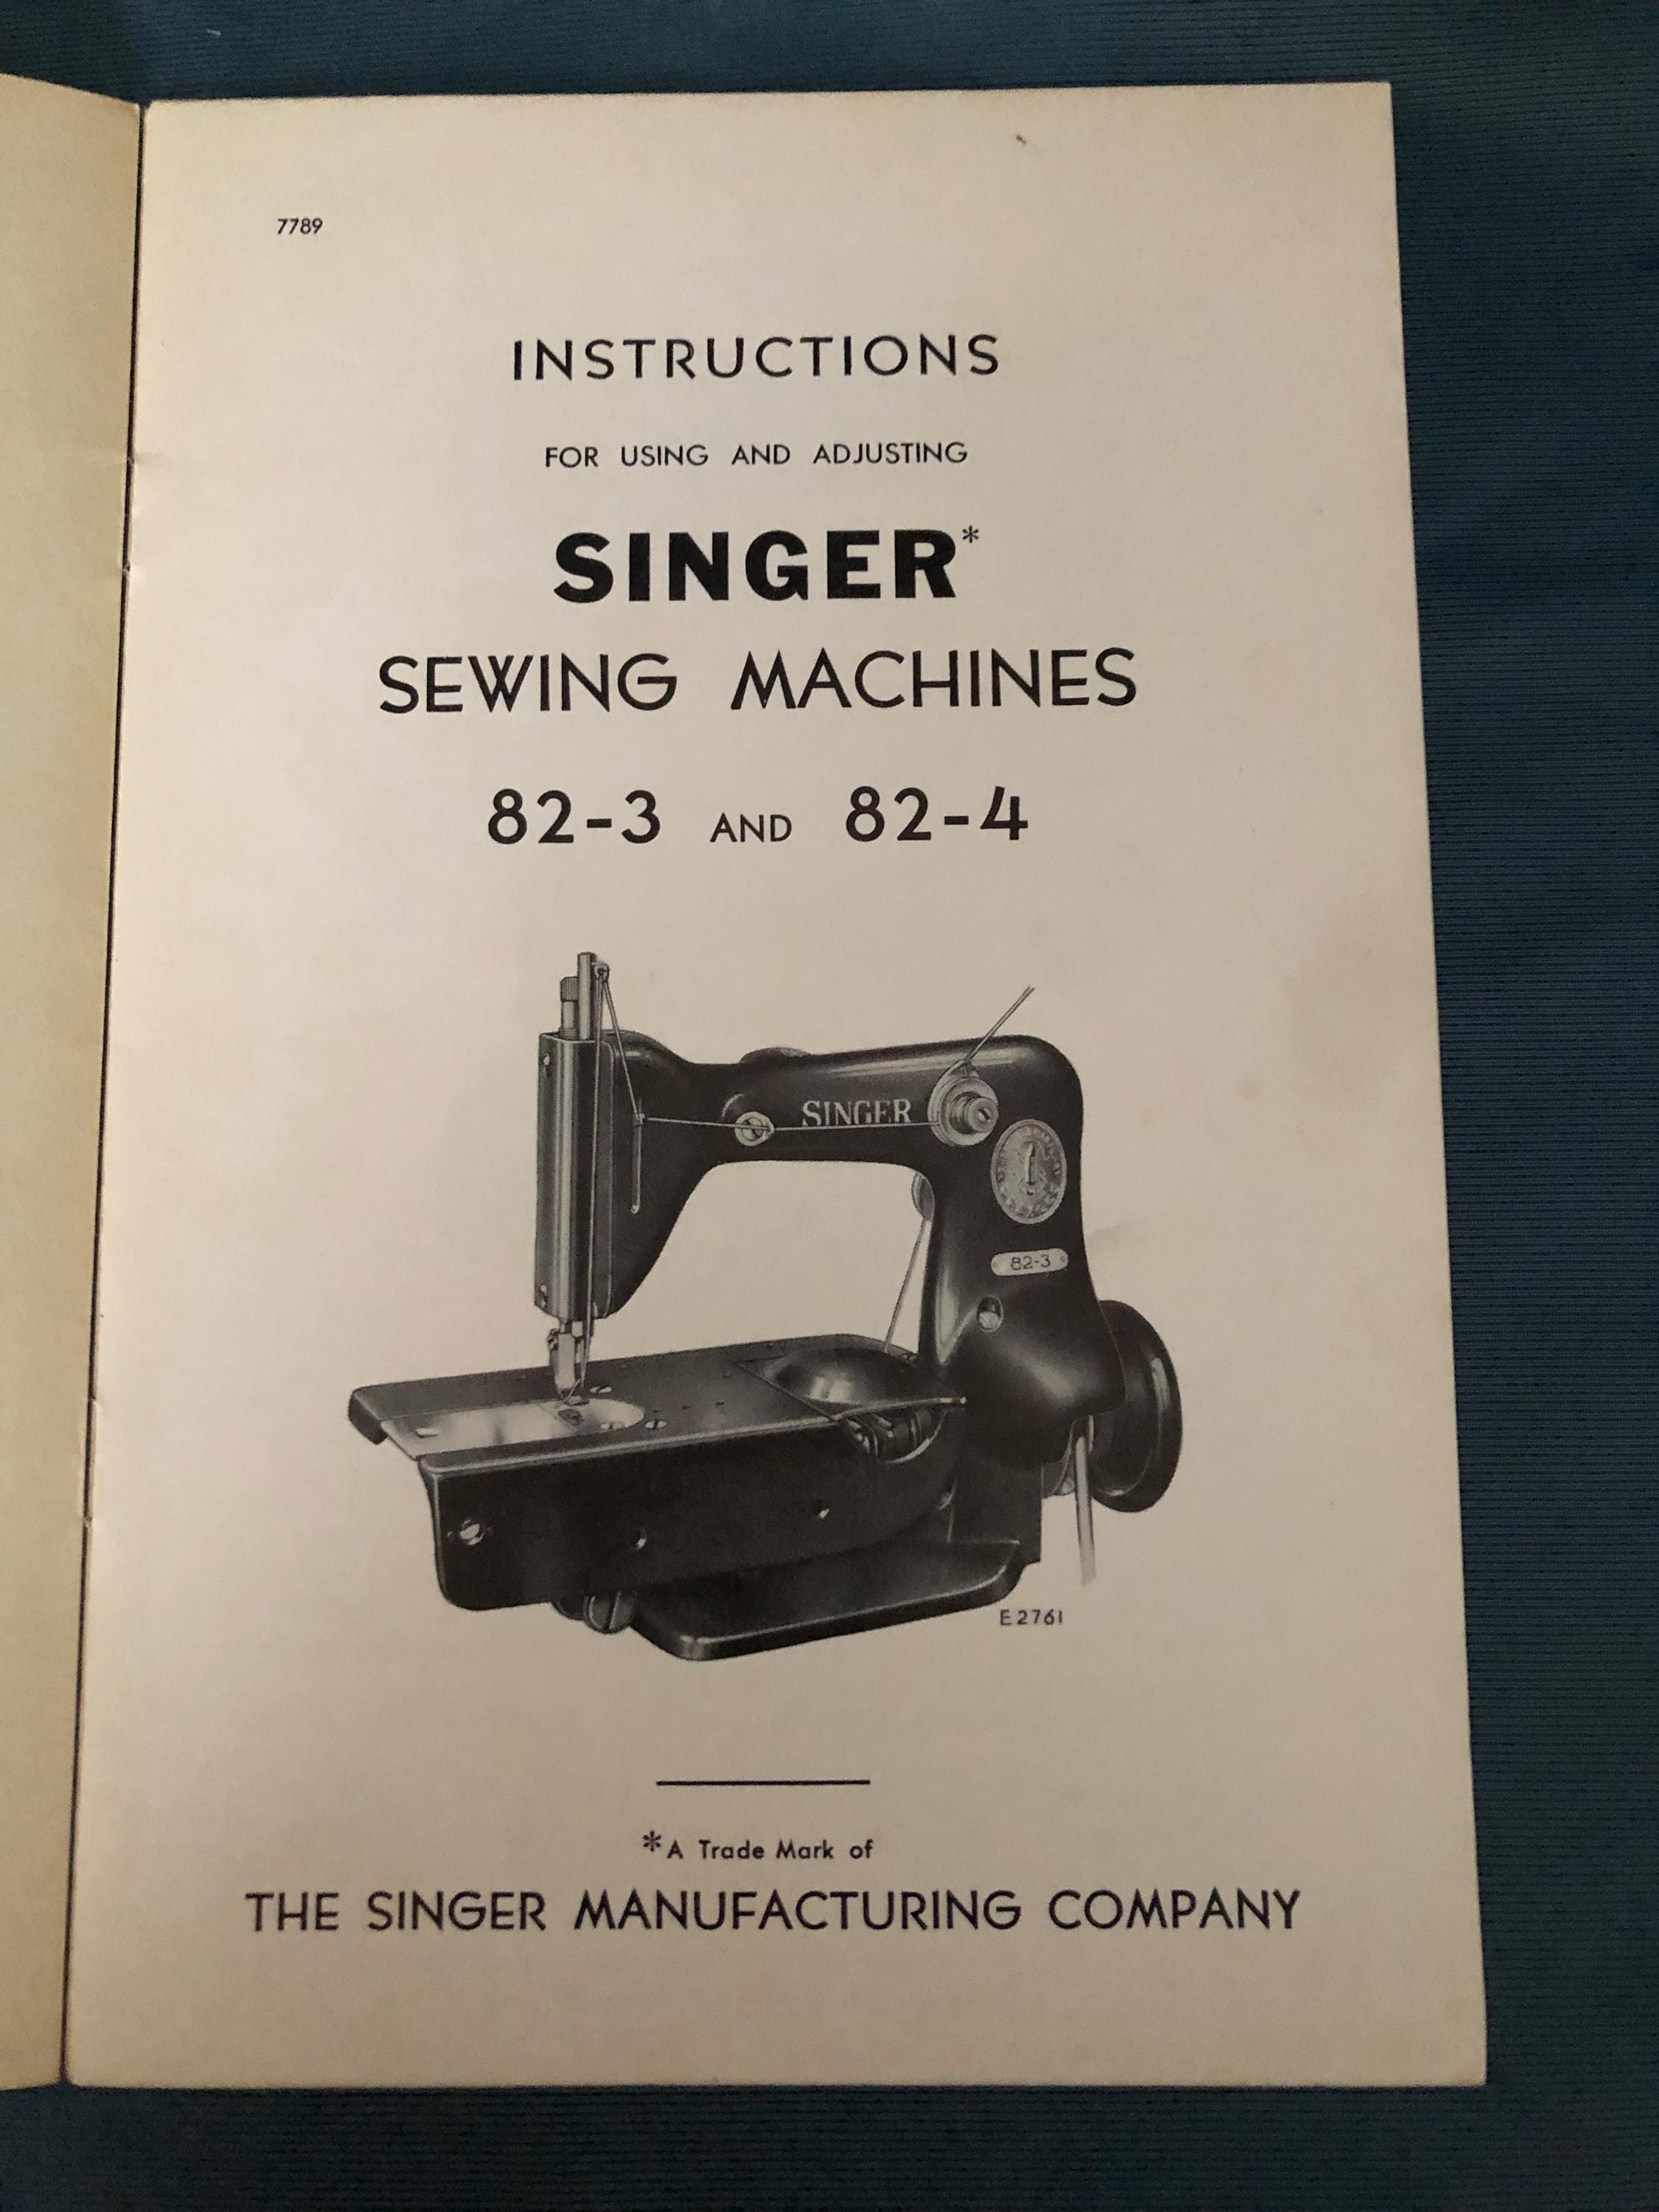 7789
INSTRUCTIONS
FOR USING AND ADJUSTING
SINGER*
SEWING MACHINES
82-3 AND 82-4
SINGER
82-3
E2761
*A Trade Mark of
THE SINGER MANUFACTURING COMPANY